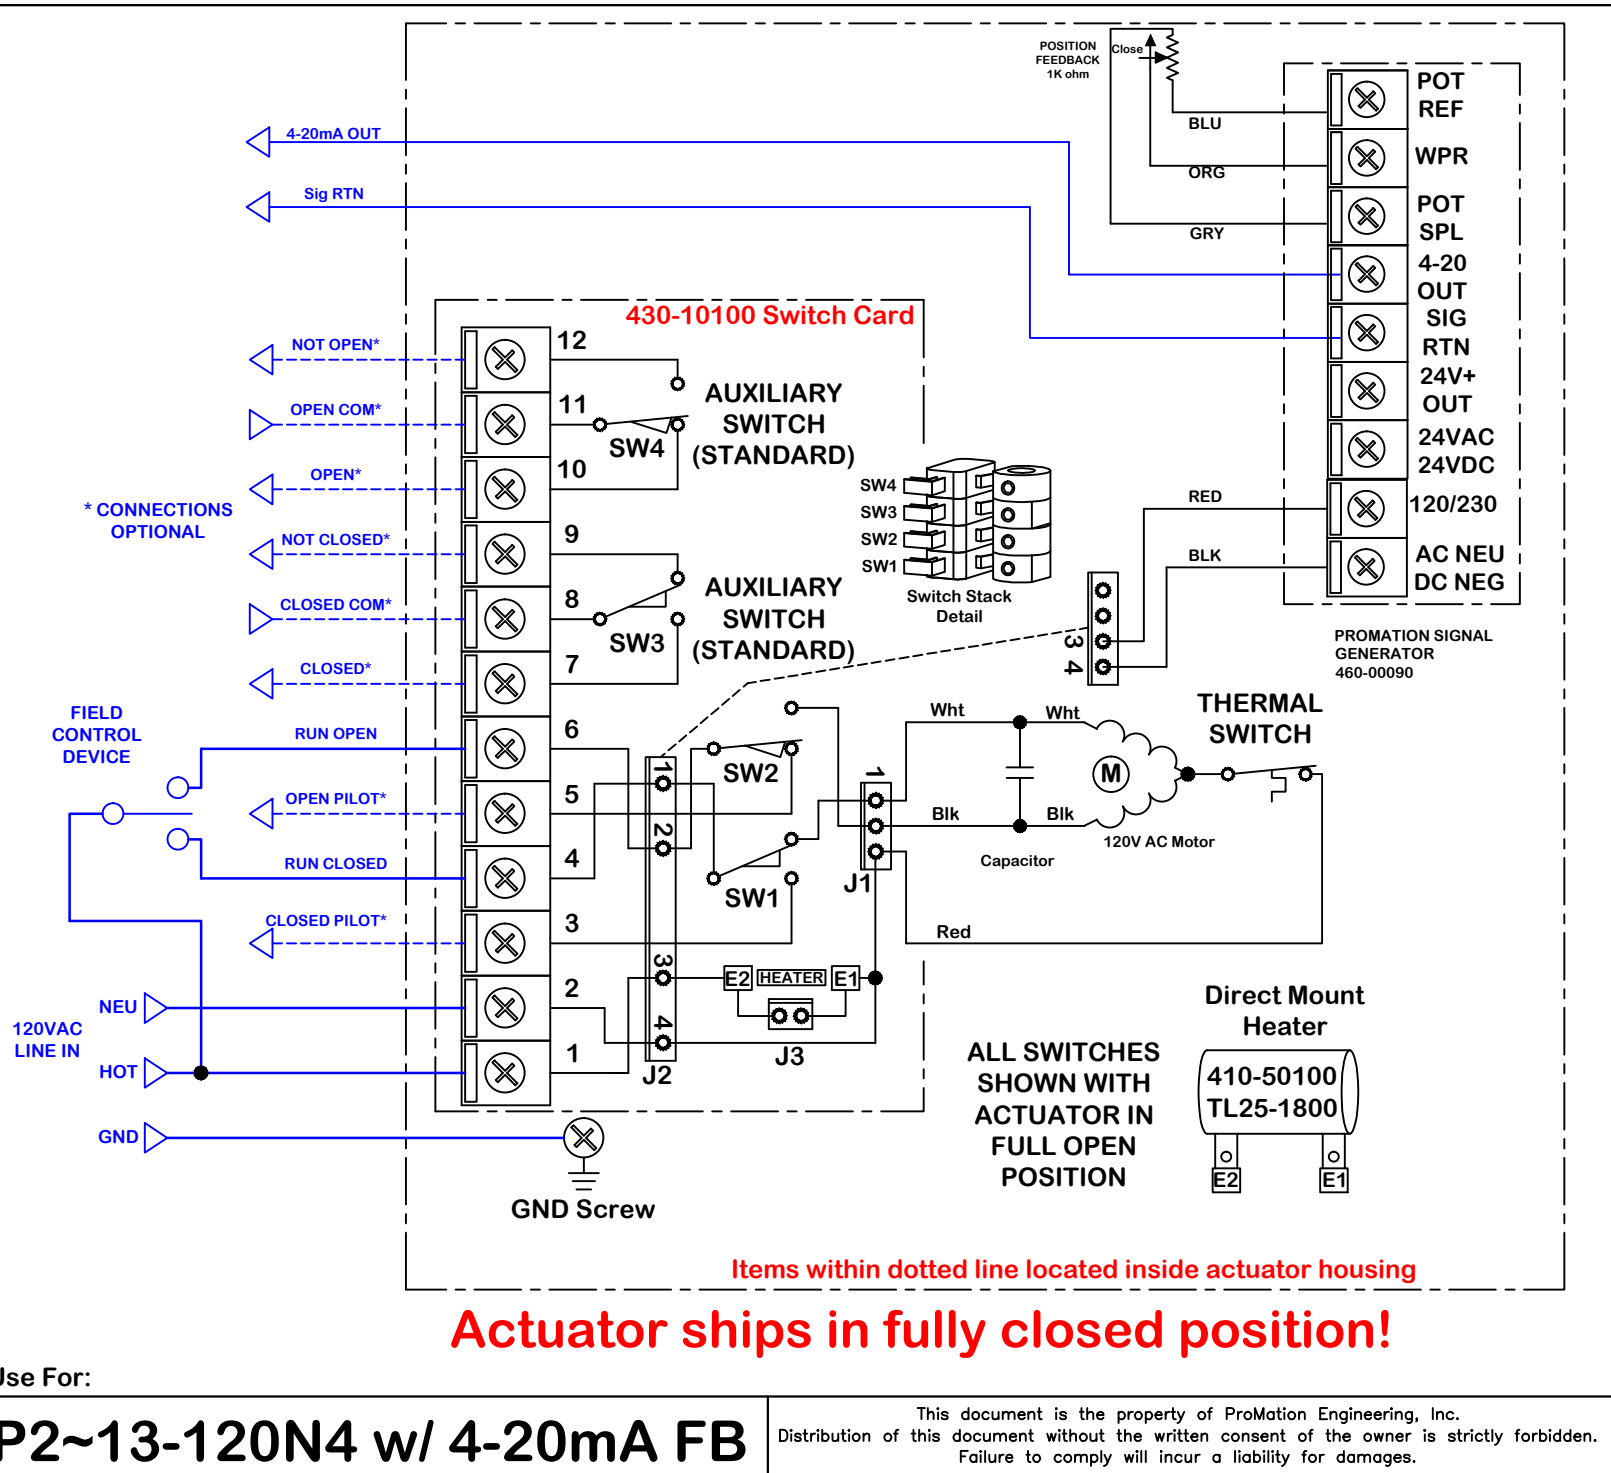 POSITION
FEEDBACK
1K ohm
Close
BLU
ORG
GRY
POT
REF
WPR
POT
SPL
4-20
OUT
SIG
RTN
24V+
OUT
24VAC
24VDC
120/230
AC NEU
DC NEG
RED
BLK
PROMATION SIGNAL
GENERATOR
460-00090
4-20mA OUT
Sig RTN
430-10100 Switch Card
NOT OPEN*
12
OPEN COM*
11
OPEN*
10
AUXILIARY
SWITCH
(STANDARD)
SW4
* CONNECTIONS
OPTIONAL
NOT CLOSED*
9
CLOSED COM*
8
CLOSED*
7
AUXILIARY
SWITCH
(STANDARD)
SW3
SW4
SW3
SW2
SW1
Switch Stack
Detail
3
4
FIELD
CONTROL
DEVICE
RUN OPEN
6
OPEN PILOT*
5
RUN CLOSED
4
CLOSED PILOT*
3
NEU
2
120VAC
LINE IN
HOT
1
GND
GND Screw
1
2
3
4
J2
SW2
SW1
1
J1
E2
HEATER
E1
J3
Wht
Wht
Blk
Blk
M
120V AC Motor
Capacitor
THERMAL
SWITCH
Red
ALL SWITCHES
SHOWN WITH
ACTUATOR IN
FULL OPEN
POSITION
Direct Mount
Heater
410-50100
TL25-1800
E2
E1
Items within dotted line located inside actuator housing
Actuator ships in fully closed position!
Use For:
P2~13-120N4 w/ 4-20mA FB
This document is the property of ProMation Engineering, Inc.
Distribution of this document without the written consent of the owner is strictly forbidden.
Failure to comply will incur a liability for damages.